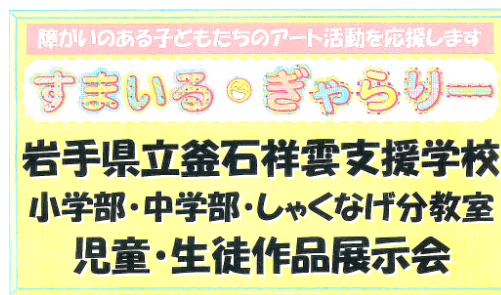 障がいのある子どもたちのアート活動を応援します
すまいる・ぎゃらりー
岩手県立釜石祥雲支援学校
小学部・中学部・しゃくなげ分教室
児童・生徒作品展示会